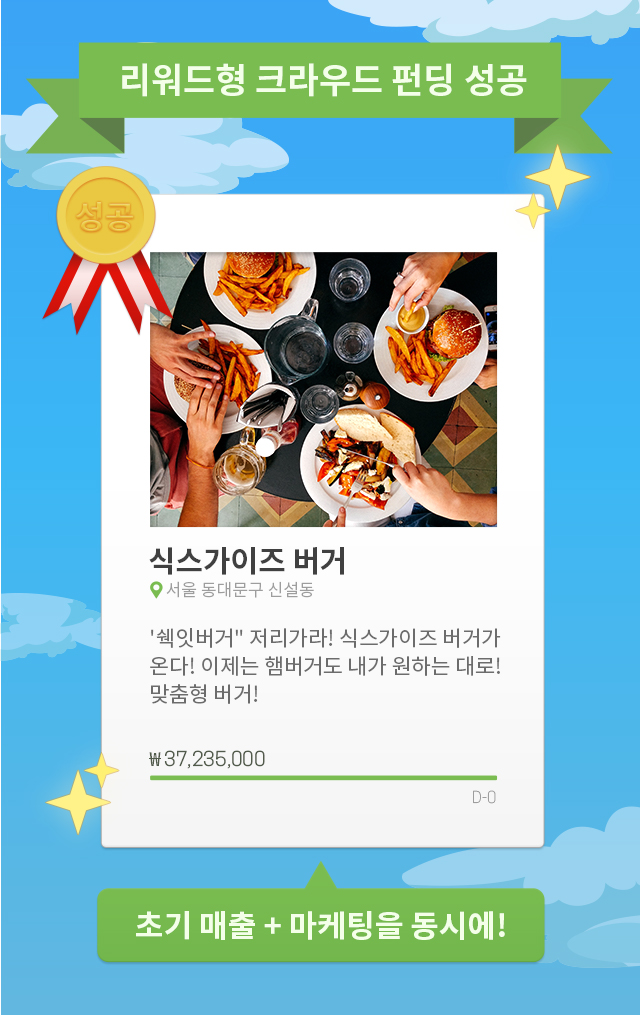 리워드형 크라우드 펀딩 성공
성공
식스가이즈 버거
서울 동대문구 신설동
'쉑잇버거" 저리가라! 식스가이즈 버거가
온다! 이제는 햄버거도 내가 원하는 대로!
맞춤형 버거!
₩37,235,000
D-0
초기 매출 + 마케팅을 동시에!